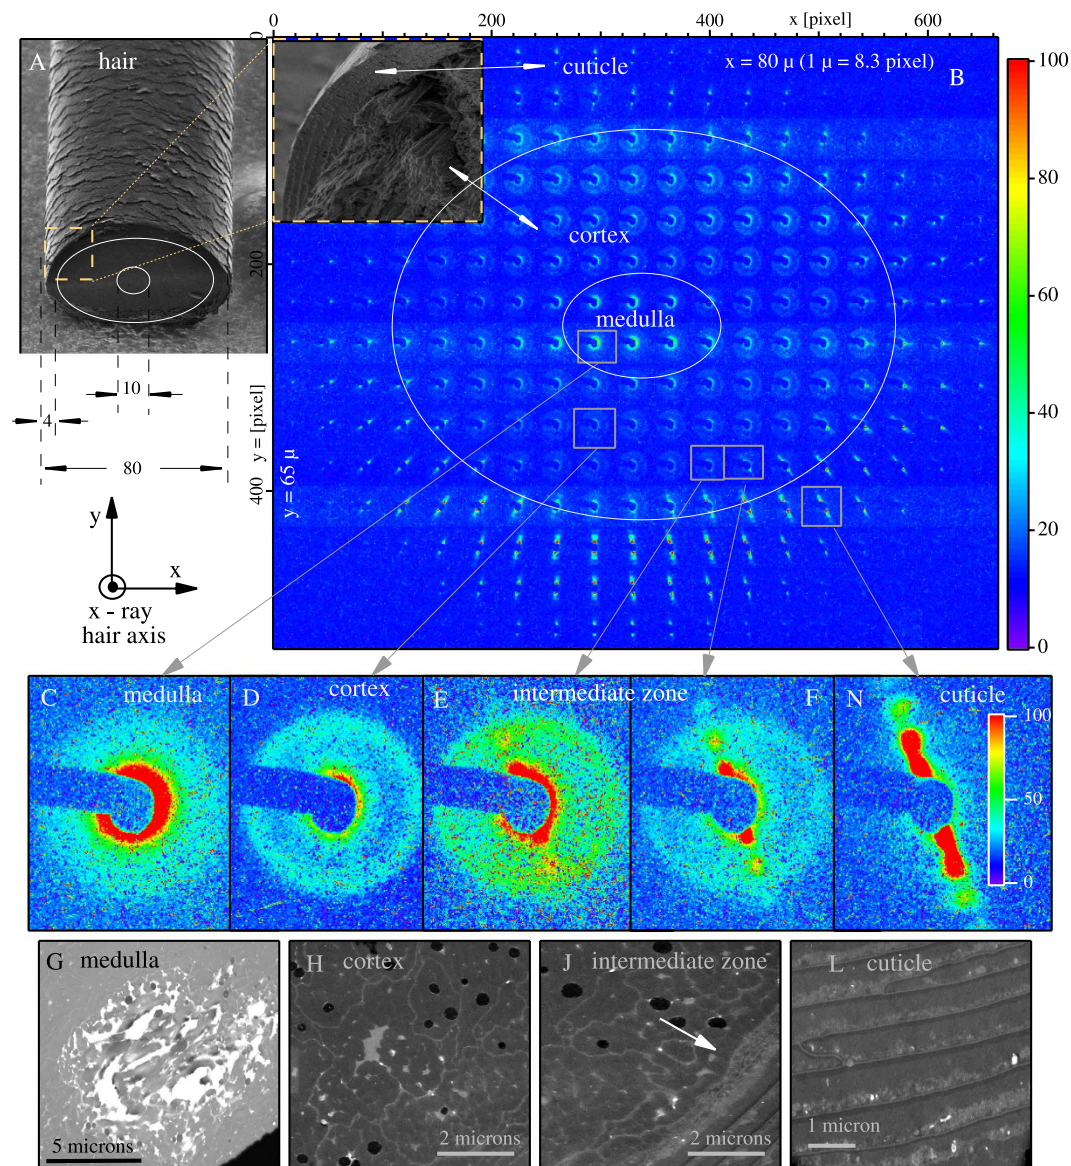 0
200
400
x [pixel]
600
A
hair
cuticle
x = 80 μ (1 μ = 8.3 pixel)
B
100
80
60
40
20
0
cortex
medulla
200
y = [pixel]
400
y = 65 μ
10
4
80
y
x
x - ray
hair axis
C
medulla
D
cortex
E
intermediate zone
F
N
cuticle
100
50
0
G
medulla
5 microns
H
cortex
2 microns
J
intermediate zone
2 microns
L
cuticle
1 micron